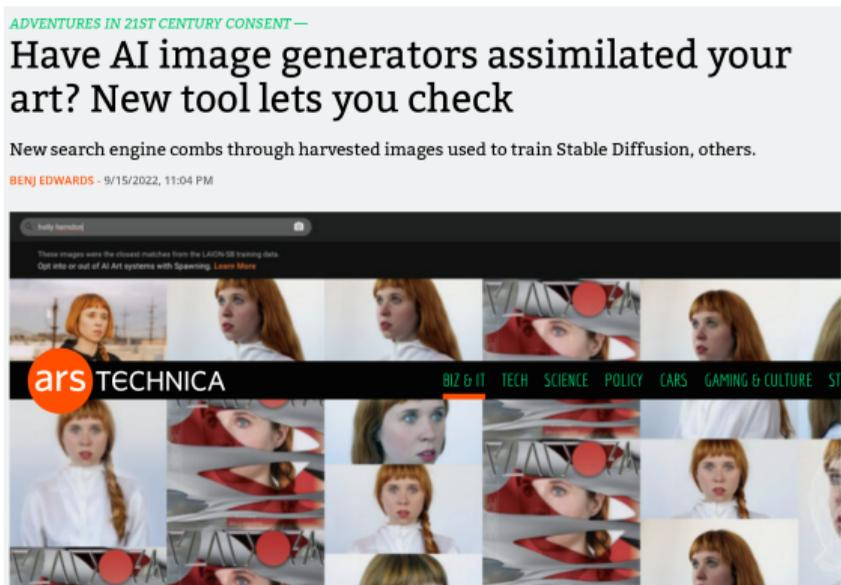 ADVENTURES IN 21ST CENTURY CONSENT —
Have AI image generators assimilated your
art? New tool lets you check
New search engine combs through harvested images used to train Stable Diffusion, others.
BENJ EDWARDS - 9/15/2022, 11:04 PM
holly herndon
These images were the closest matches from the LAION-5B training data.
Opt into or out of AI Art systems with Spawning. Learn More
ars TECHNICA BIZ & IT TECH SCIENCE POLICY CARS GAMING & CULTURE ST